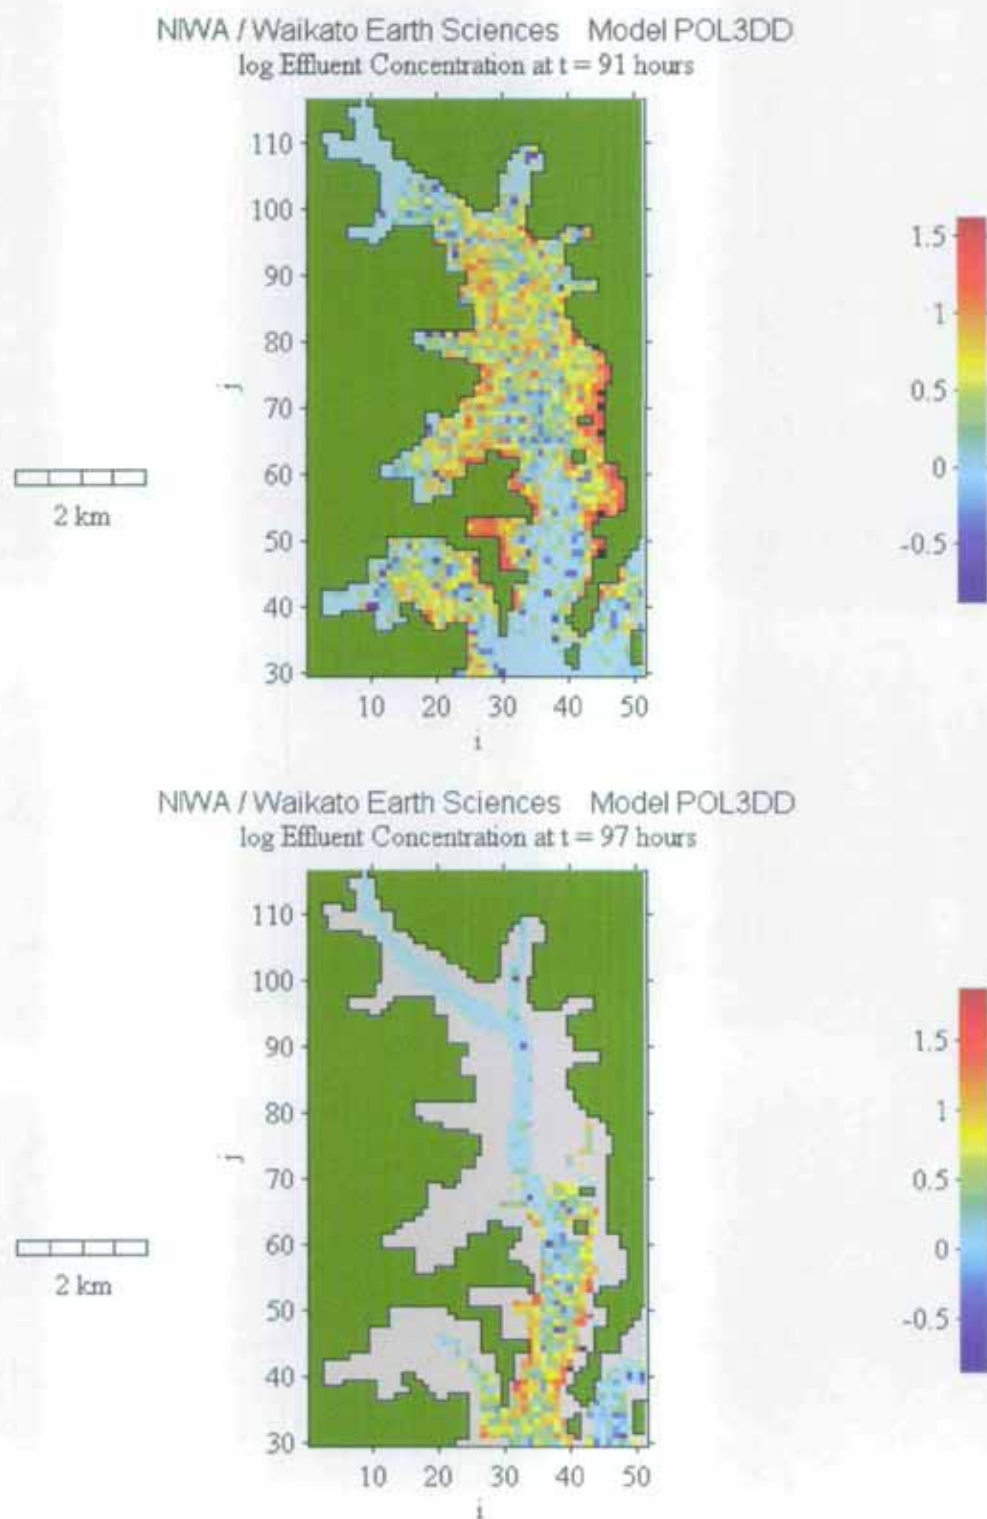 NIWA / Waikato Earth Sciences Model POL3DD
log Effluent Concentration at t = 91 hours
110
100
90
80
70
60
50
40
30
j
10 20 30 40 50
i
2 km
1.5
1
0.5
0
-0.5
NIWA / Waikato Earth Sciences Model POL3DD
log Effluent Concentration at t = 97 hours
110
100
90
80
70
60
50
40
30
j
10 20 30 40 50
i
2 km
1.5
1
0.5
0
-0.5